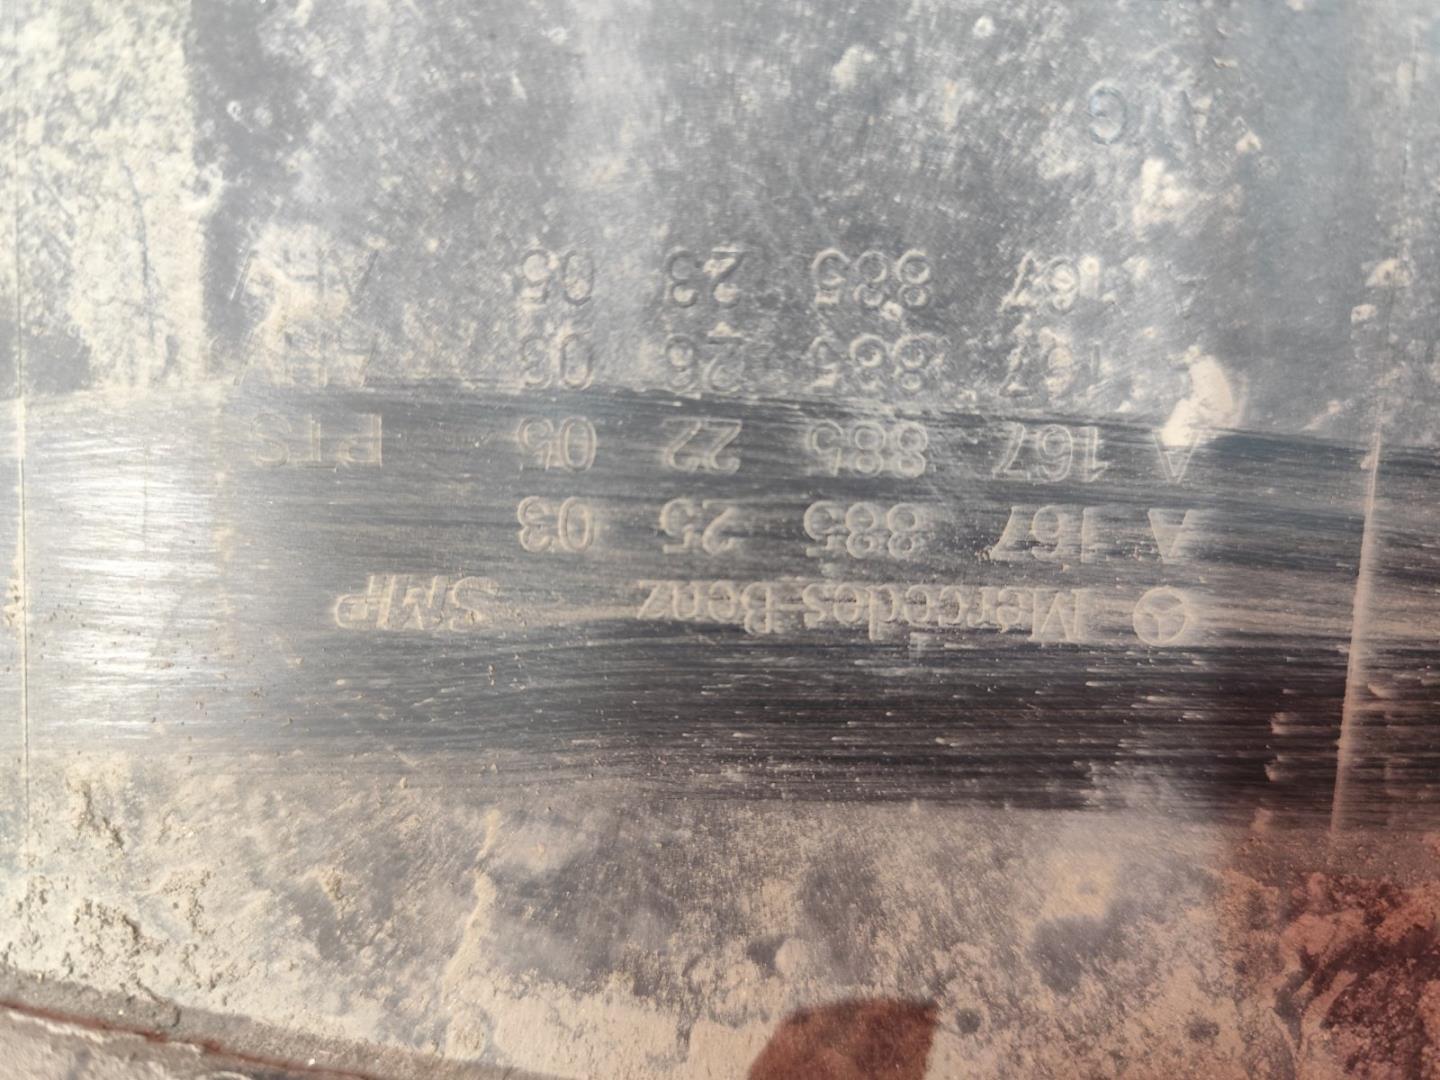 Mercedes-Benz SMP
A 167 885 25 03
A 167 885 22 05 PTS
167 885 26 03
167 885 23 05